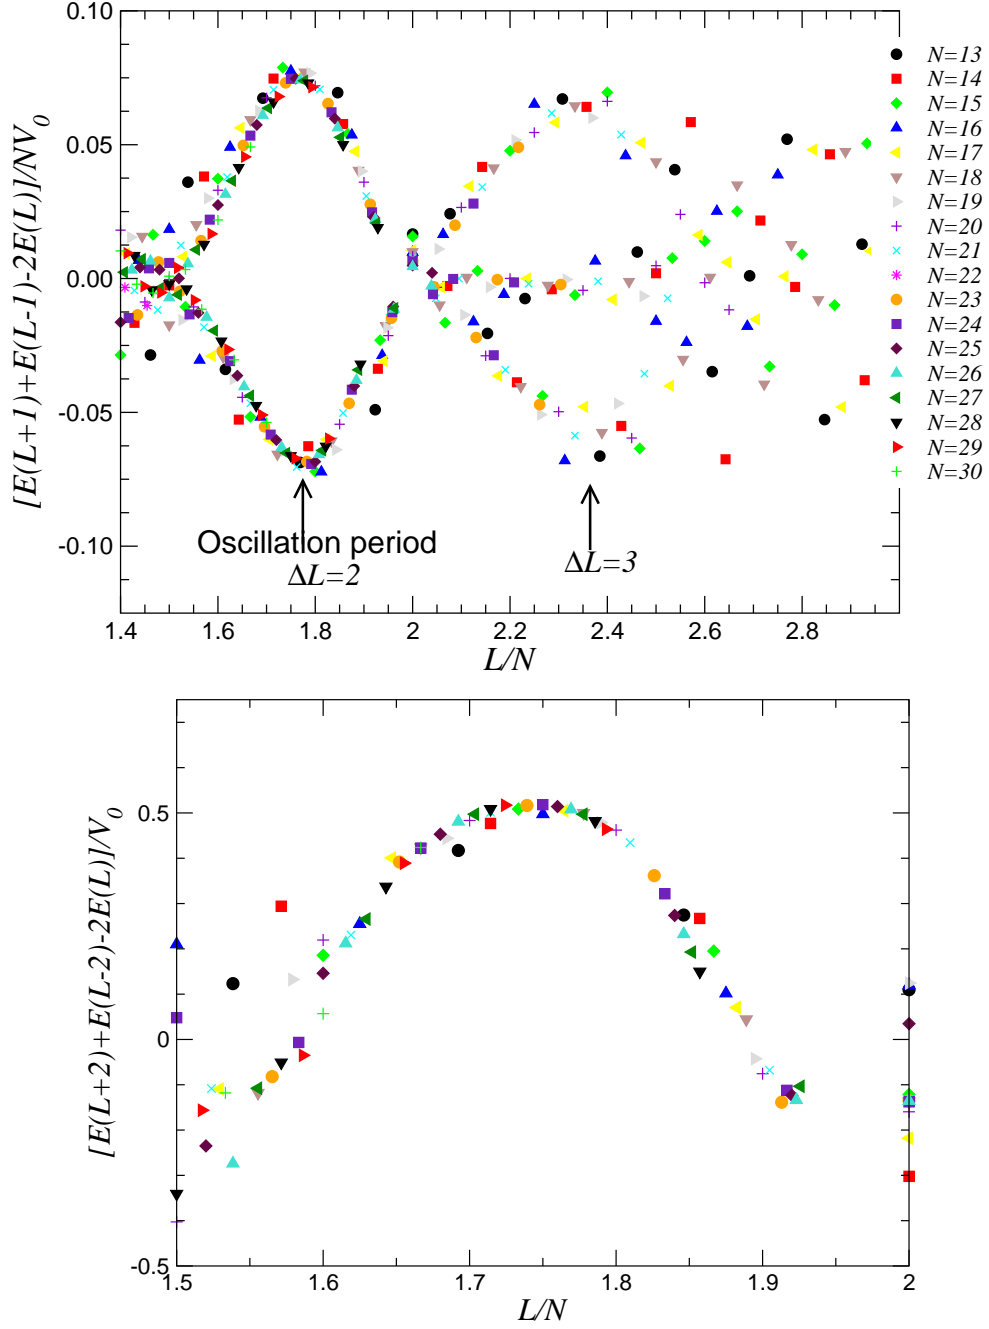 0.10
0.05
0.00
-0.05
-0.10
[E(L+1)+E(L-1)-2E(L)]/NV₀
1.4
1.6
1.8
2
2.2
2.4
2.6
2.8
L/N
Oscillation period
ΔL=2
ΔL=3
N=13
N=14
N=15
N=16
N=17
N=18
N=19
N=20
N=21
N=22
N=23
N=24
N=25
N=26
N=27
N=28
N=29
N=30
0.5
0
-0.5
[E(L+2)+E(L-2)-2E(L)]/V₀
1.5
1.6
1.7
1.8
1.9
2
L/N